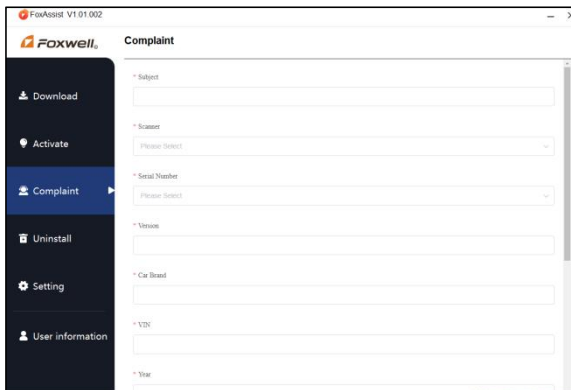 FoxAssist V1.01.002
Foxwell®
Complaint
Download
Activate
Complaint
Uninstall
Setting
User information
* Subject
* Scanner
Please Select
* Serial Number
Please Select
* Version
* Car Brand
* VIN
* Year